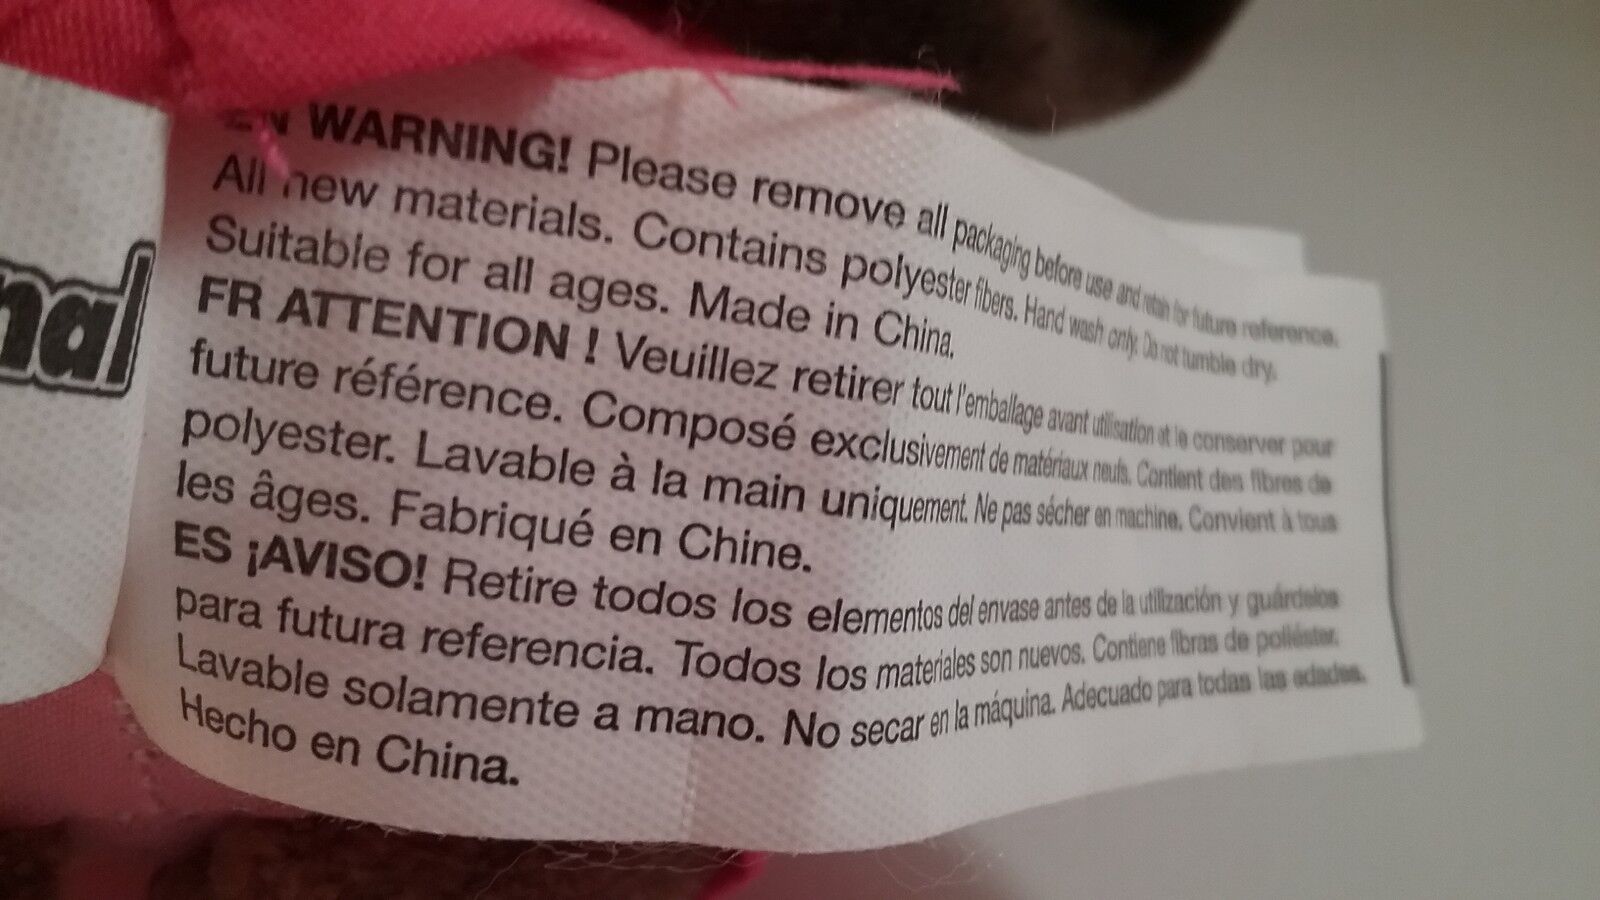 nal
EN WARNING! Please remove all packaging before use and retain for future reference.
All new materials. Contains polyester fibers. Hand wash only. Do not tumble dry.
Suitable for all ages. Made in China.
FR ATTENTION ! Veuillez retirer tout l'emballage avant utilisation et le conserver pour
future référence. Composé exclusivement de matériaux neufs. Contient des fibres de
polyester. Lavable à la main uniquement. Ne pas sécher en machine. Convient à tous
les âges. Fabriqué en Chine.
ES ¡AVISO! Retire todos los elementos del envase antes de la utilización y guárdelos
para futura referencia. Todos los materiales son nuevos. Contiene fibras de poliéster.
Lavable solamente a mano. No secar en la máquina. Adecuado para todas las edades.
Hecho en China.